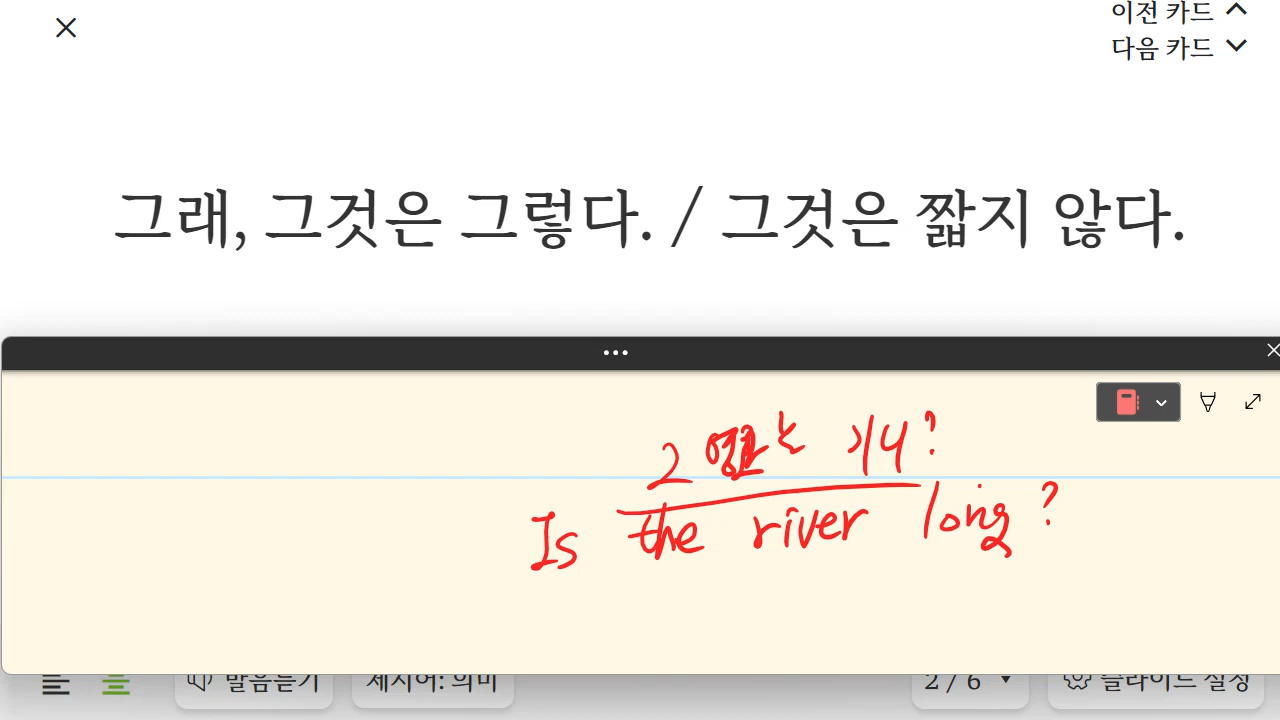 이전 카드
다음 카드
그래, 그것은 그렇다. / 그것은 짧지 않다.
Is the river long?
발음듣기 제시어: 의미 2 / 6 슬라이드 설정